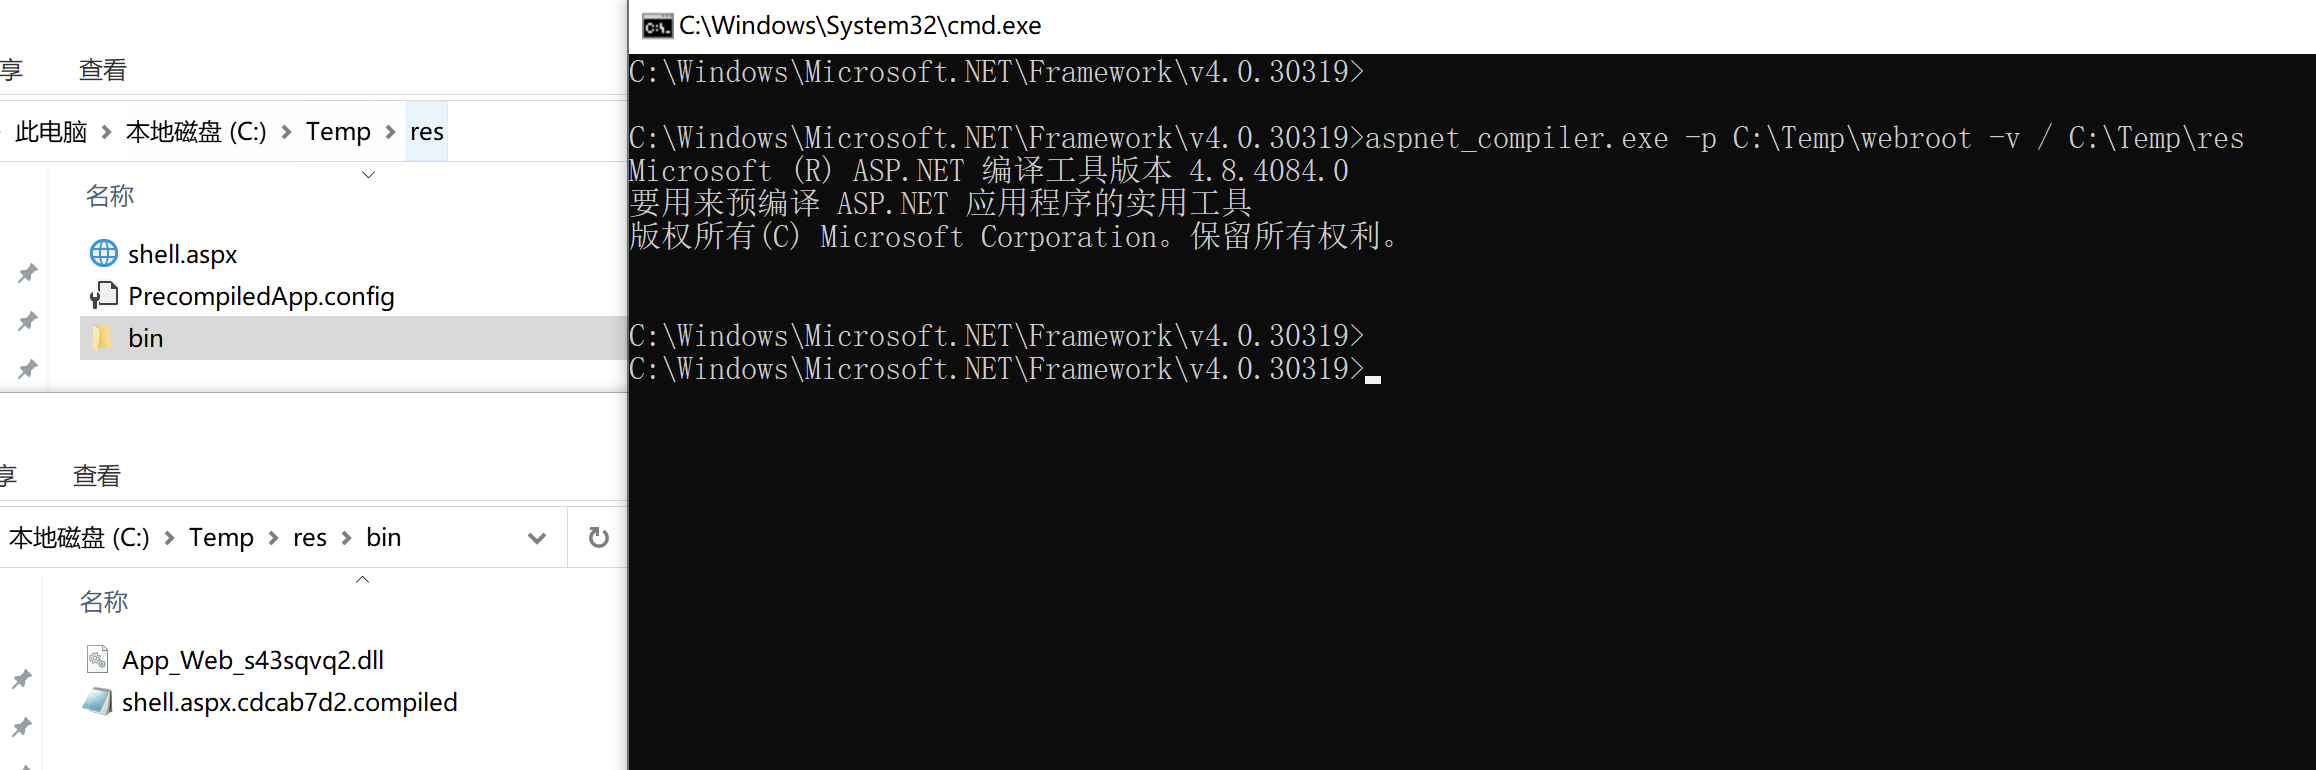 享 查看
此电脑 本地磁盘 (C:) Temp res
名称
shell.aspx
PrecompiledApp.config
bin
享 查看
本地磁盘 (C:) Temp res bin
名称
App_Web_s43sqvq2.dll
shell.aspx.cdcab7d2.compiled
C:\Windows\System32\cmd.exe
C:\Windows\Microsoft.NET\Framework\v4.0.30319>
C:\Windows\Microsoft.NET\Framework\v4.0.30319>aspnet_compiler.exe -p C:\Temp\webroot -v / C:\Temp\res
Microsoft (R) ASP.NET 编译工具版本 4.8.4084.0
要用来预编译 ASP.NET 应用程序的实用工具
版权所有(C) Microsoft Corporation。保留所有权利。
C:\Windows\Microsoft.NET\Framework\v4.0.30319>
C:\Windows\Microsoft.NET\Framework\v4.0.30319>